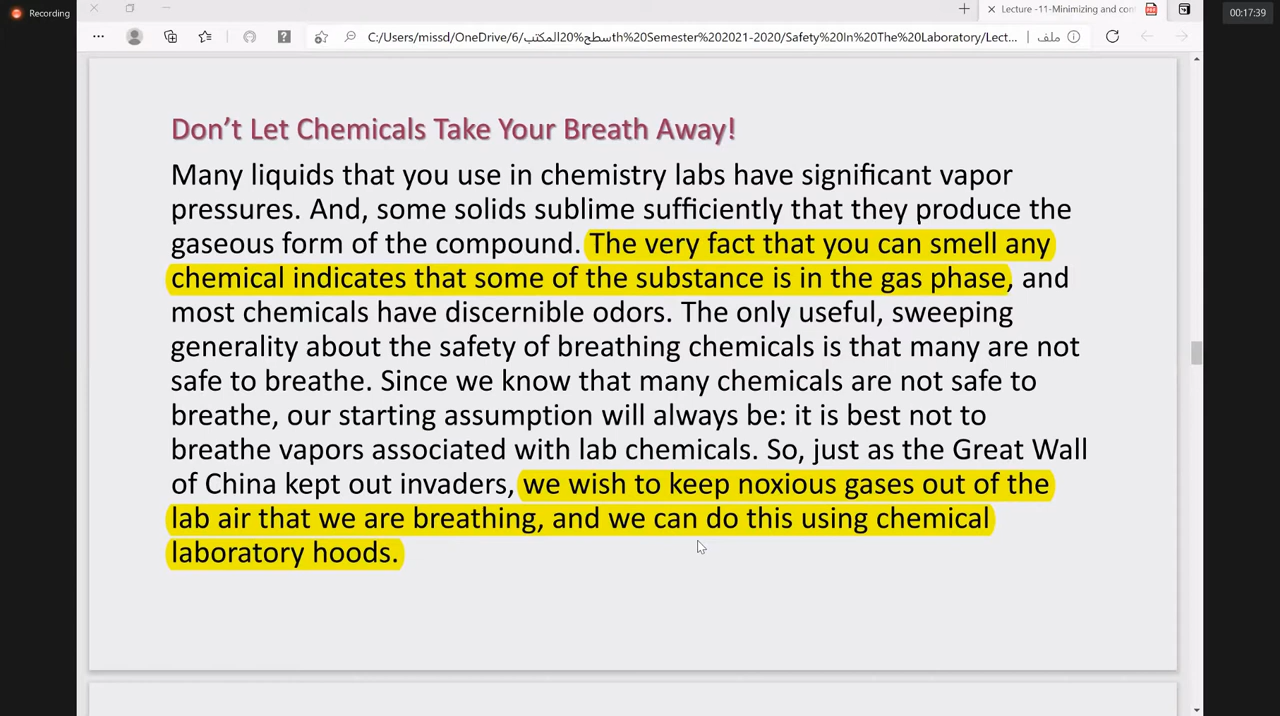 Recording
00:17:39
Lecture -11-Minimizing and con
C:/Users/missd/OneDrive/سطح%20المكتب/6th%20Semester%202021-2020/Safety%20In%20The%20Laboratory/Lect...
ملف
Don't Let Chemicals Take Your Breath Away!
Many liquids that you use in chemistry labs have significant vapor
pressures. And, some solids sublime sufficiently that they produce the
gaseous form of the compound. The very fact that you can smell any
chemical indicates that some of the substance is in the gas phase, and
most chemicals have discernible odors. The only useful, sweeping
generality about the safety of breathing chemicals is that many are not
safe to breathe. Since we know that many chemicals are not safe to
breathe, our starting assumption will always be: it is best not to
breathe vapors associated with lab chemicals. So, just as the Great Wall
of China kept out invaders, we wish to keep noxious gases out of the
lab air that we are breathing, and we can do this using chemical
laboratory hoods.